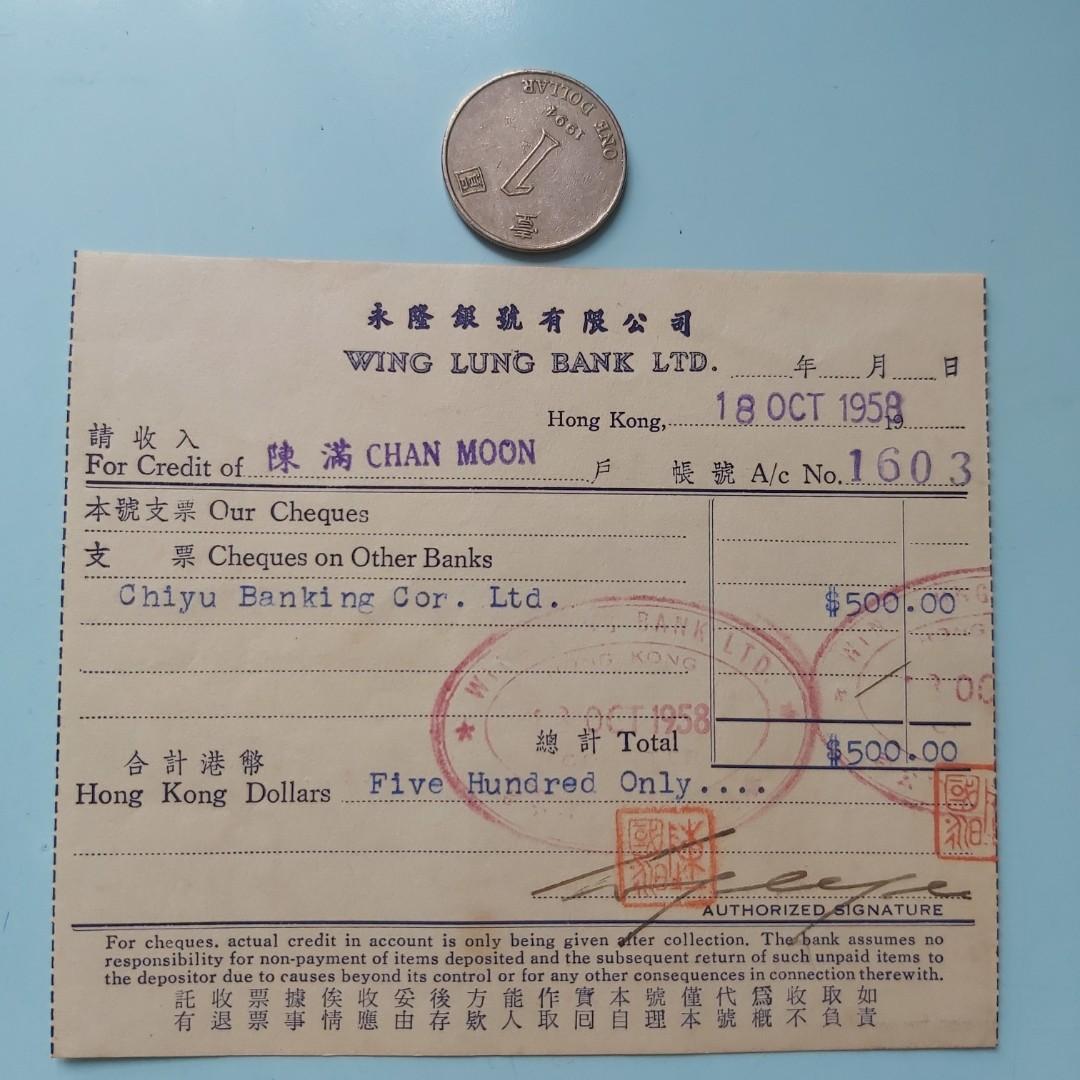 ONE DOLLAR
1994
1
壹
圓
永隆銀號有限公司
WING LUNG BANK LTD.
年 月 日
Hong Kong, 18 OCT 1958 19
請收入
For Credit of 陳滿 CHAN MOON 戶 帳號 A/c No. 1603
本號支票 Our Cheques
支 票 Cheques on Other Banks
Chiyu Banking Cor. Ltd. $500.00
BANK LTD.
KONG
OCT 1958
總計 Total $500.00
合計港幣
Hong Kong Dollars Five Hundred Only....
AUTHORIZED SIGNATURE
For cheques. actual credit in account is only being given after collection. The bank assumes no
responsibility for non-payment of items deposited and the subsequent return of such unpaid items to
the depositor due to causes beyond its control or for any other consequences in connection therewith.
如取收爲代僅號本實作能方後妥收俟據票收託
責負不概號本理自回取人欵存由應情事票退有